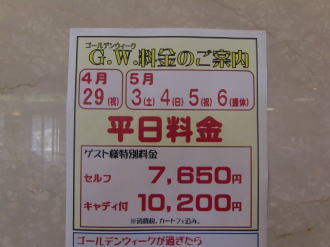 ゴールデンウィーク
G.W.料金のご案内
4月 5月
29(祝) 3(土)4(日)5(祝)6(振休)
平日料金
ゲスト様特別料金
セルフ 7,650円
キャディ付 10,200円
※消費税、カートフィ込み。
ゴールデンウィークが過ぎたら